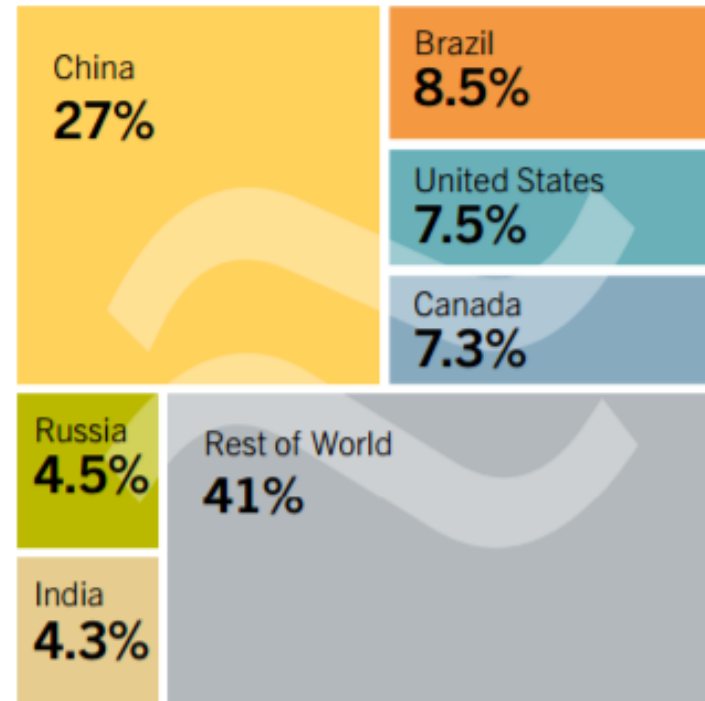 China
27%
Brazil
8.5%
United States
7.5%
Canada
7.3%
Russia
4.5%
Rest of World
41%
India
4.3%